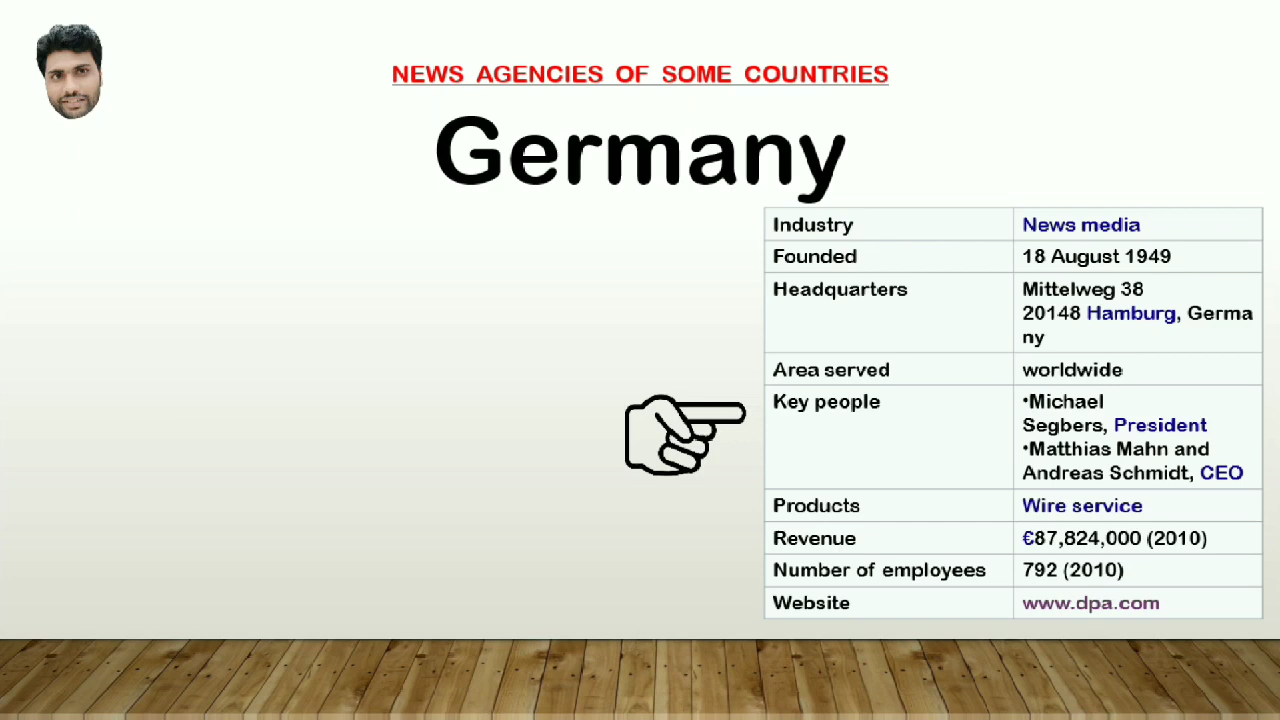 NEWS AGENCIES OF SOME COUNTRIES
Germany
Industry News media
Founded 18 August 1949
Headquarters Mittelweg 38
20148 Hamburg, Germa
ny
Area served worldwide
Key people •Michael
Segbers, President
•Matthias Mahn and
Andreas Schmidt, CEO
Products Wire service
Revenue €87,824,000 (2010)
Number of employees 792 (2010)
Website www.dpa.com